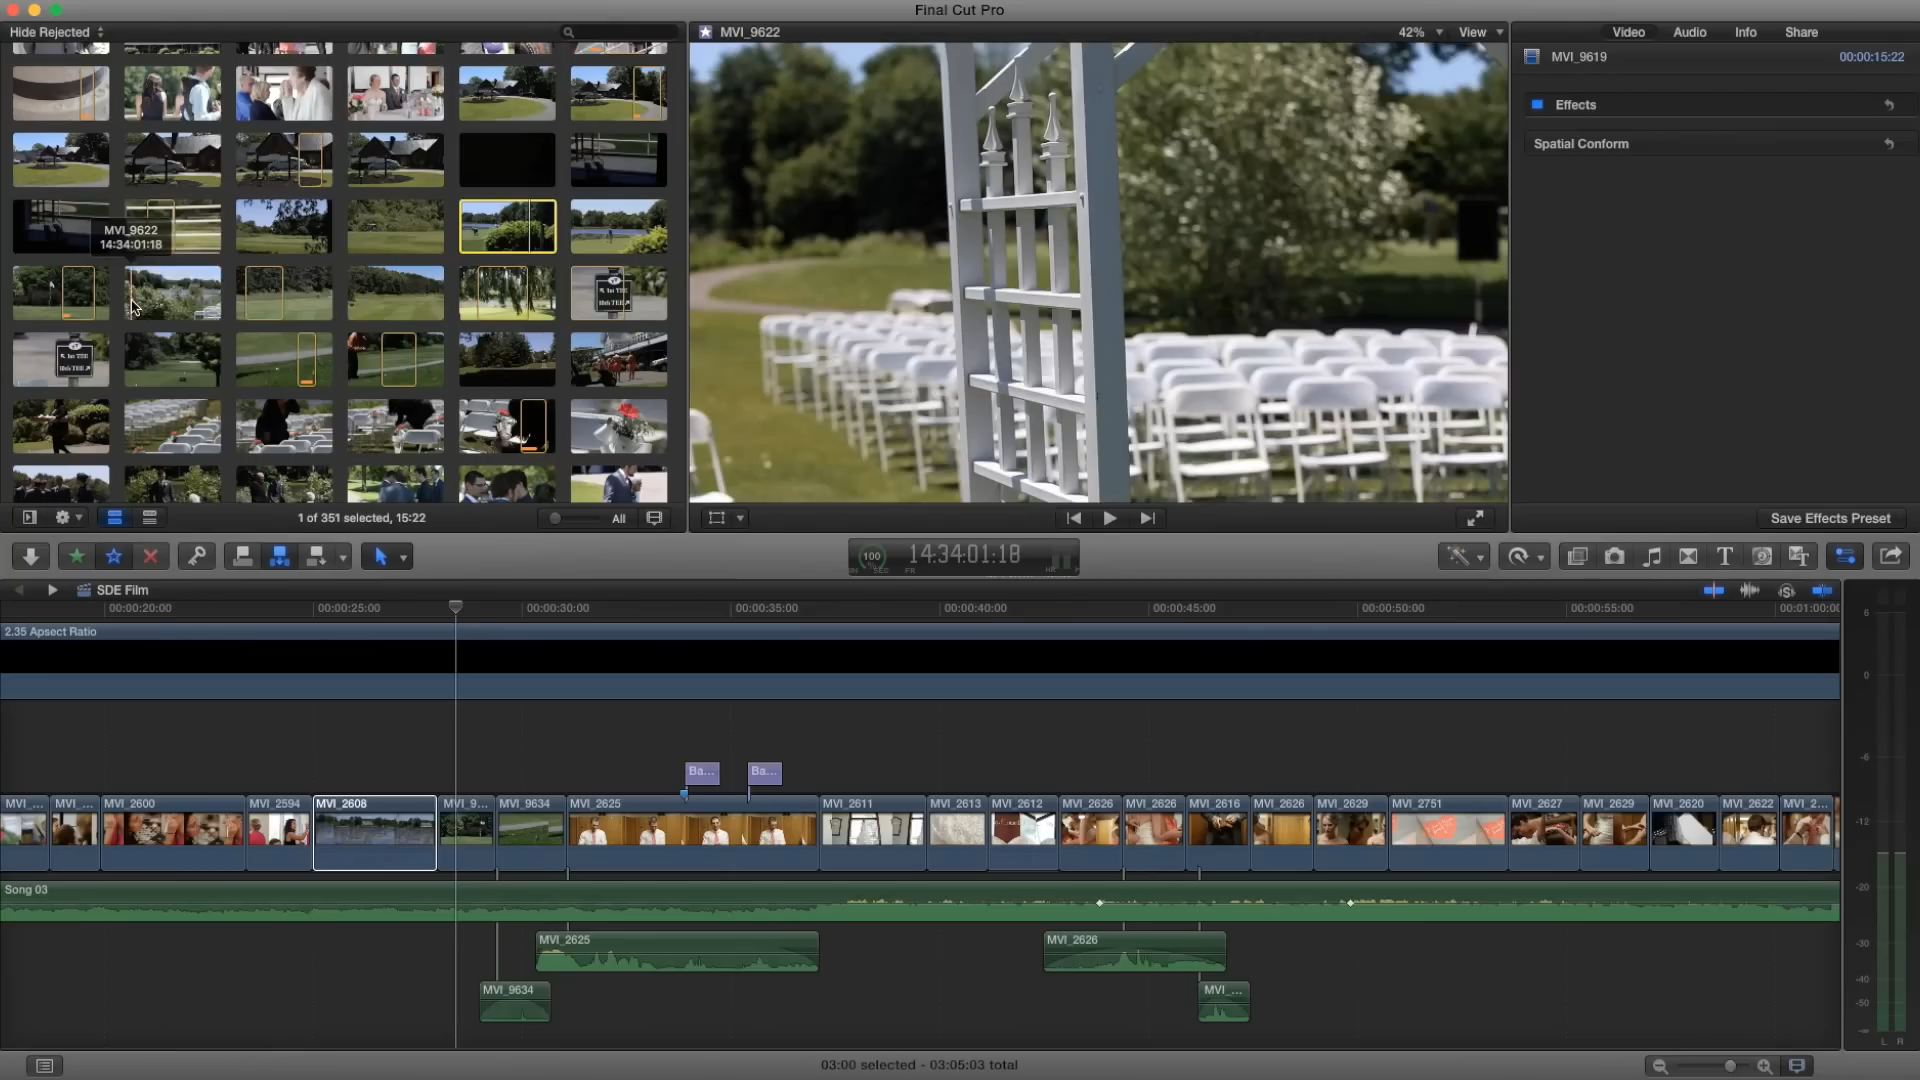 Final Cut Pro
Hide Rejected
MVI_9622
42%
View
Video
Audio
Info
Share
MVI_9619
00:00:15:22
Effects
Spatial Conform
MVI_9622
14:34:01:18
1 of 351 selected, 15:22
All
Save Effects Preset
100
14:34:01:18
SDE Film
00:00:20:00
00:00:25:00
00:00:30:00
00:00:35:00
00:00:40:00
00:00:45:00
00:00:50:00
00:00:55:00
00:01:00:00
2.35 Apsect Ratio
Ba...
Ba...
MVI_...
MVI_...
MVI_2600
MVI_2594
MVI_2608
MVI_9...
MVI_9634
MVI_2625
MVI_2611
MVI_2613
MVI_2612
MVI_2626
MVI_2626
MVI_2616
MVI_2626
MVI_2629
MVI_2751
MVI_2627
MVI_2629
MVI_2620
MVI_2622
MVI_2...
Song 03
MVI_2625
MVI_2626
MVI_9634
MVI_...
6
0
-6
-12
-20
-30
-40
-50
-∞
L R
03:00 selected - 03:05:03 total